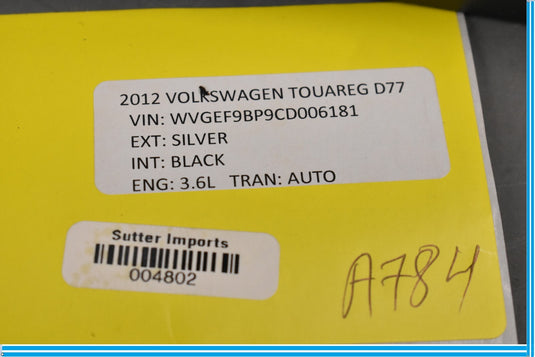 2012 VOLKSWAGEN TOUAREG D77
VIN: WVGEF9BP9CD006181
EXT: SILVER
INT: BLACK
ENG: 3.6L TRAN: AUTO
Sutter Imports
004802
A784